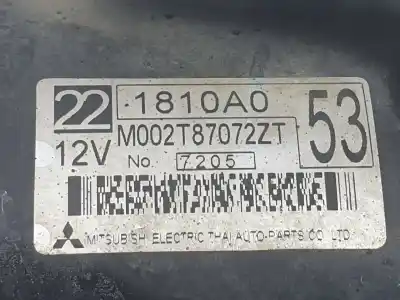 22 1810A0 53
12V M002T87072ZT
No. 7205
MITSUBISHI ELECTRIC THAI AUTO-PARTS CO. LTD.